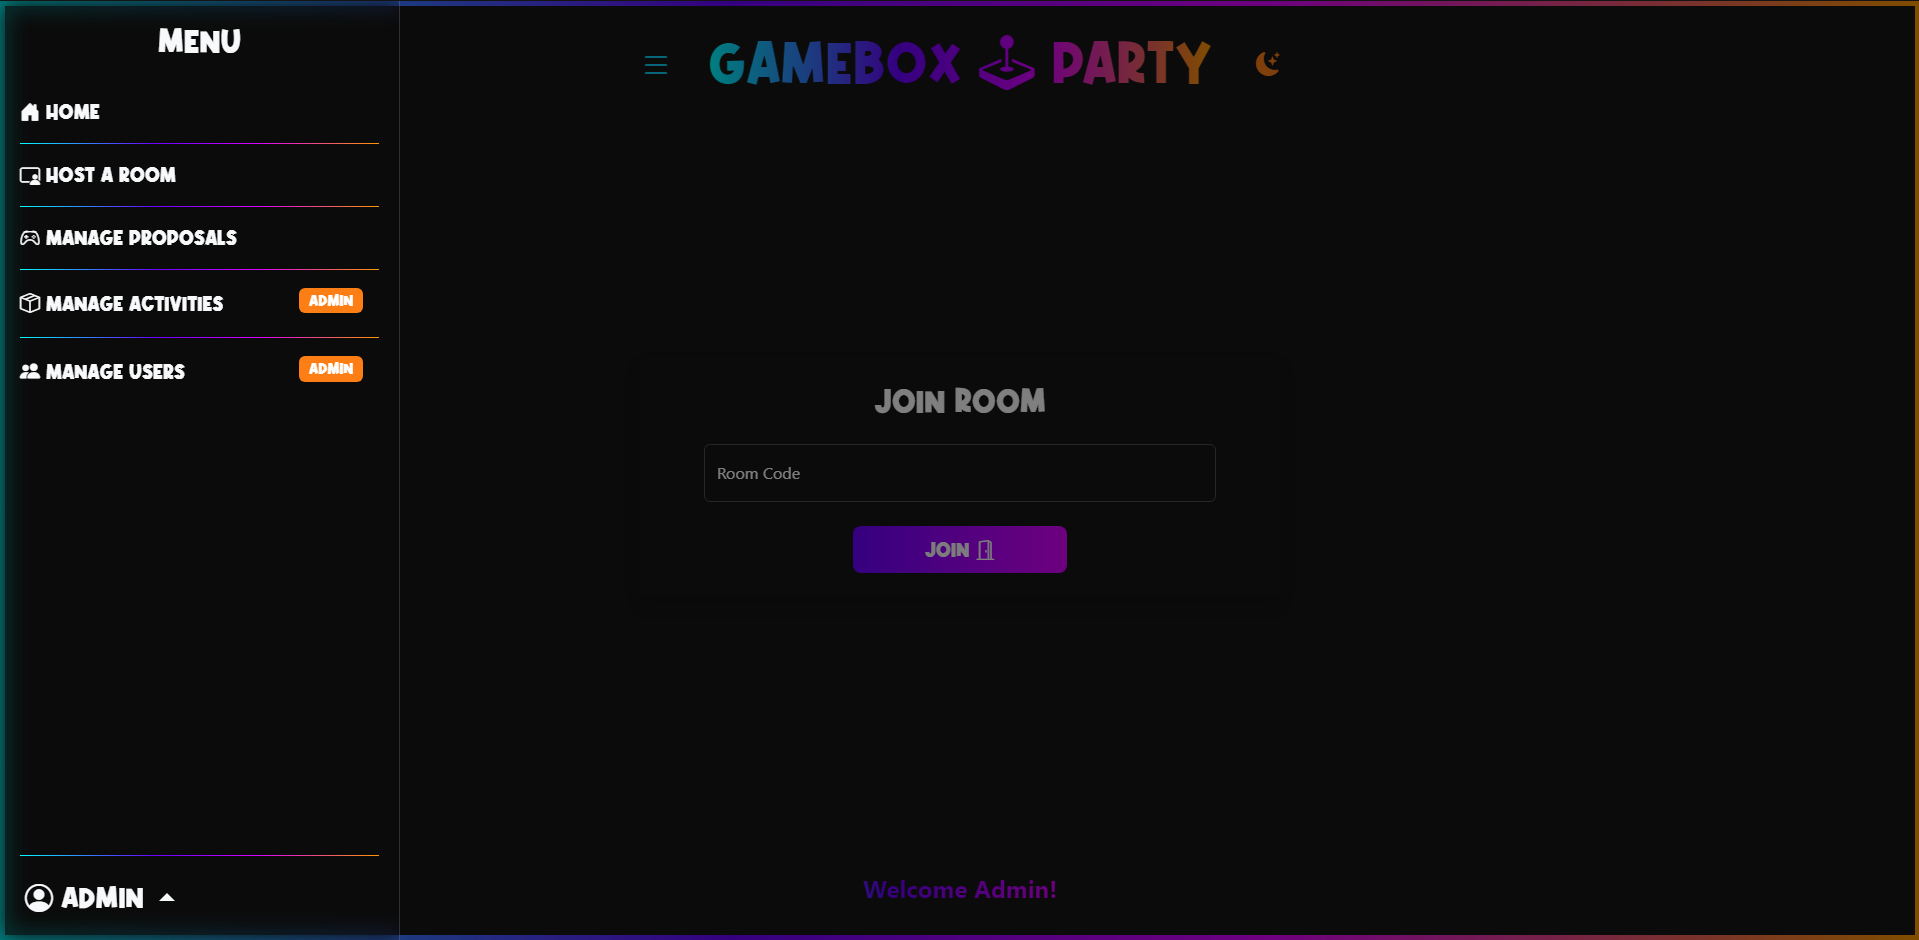 MENU
HOME
HOST A ROOM
MANAGE PROPOSALS
MANAGE ACTIVITIES ADMIN
MANAGE USERS ADMIN
ADMIN
GAMEBOX PARTY
JOIN ROOM
Room Code
JOIN
Welcome Admin!